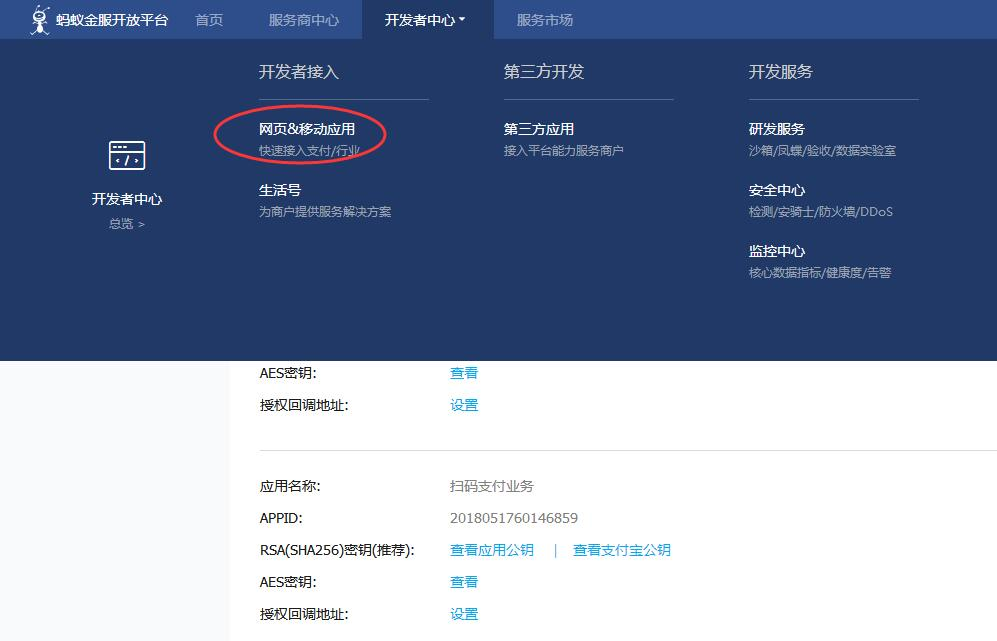 蚂蚁金服开放平台 首页 服务商中心 开发者中心 服务市场
开发者中心
总览 >
开发者接入
网页&移动应用
快速接入支付/行业
生活号
为商户提供服务解决方案
第三方开发
第三方应用
接入平台能力服务商户
开发服务
研发服务
沙箱/凤蝶/验收/数据实验室
安全中心
检测/安骑士/防火墙/DDoS
监控中心
核心数据指标/健康度/告警
AES密钥: 查看
授权回调地址: 设置
应用名称: 扫码支付业务
APPID: 2018051760146859
RSA(SHA256)密钥(推荐): 查看应用公钥 | 查看支付宝公钥
AES密钥: 查看
授权回调地址: 设置